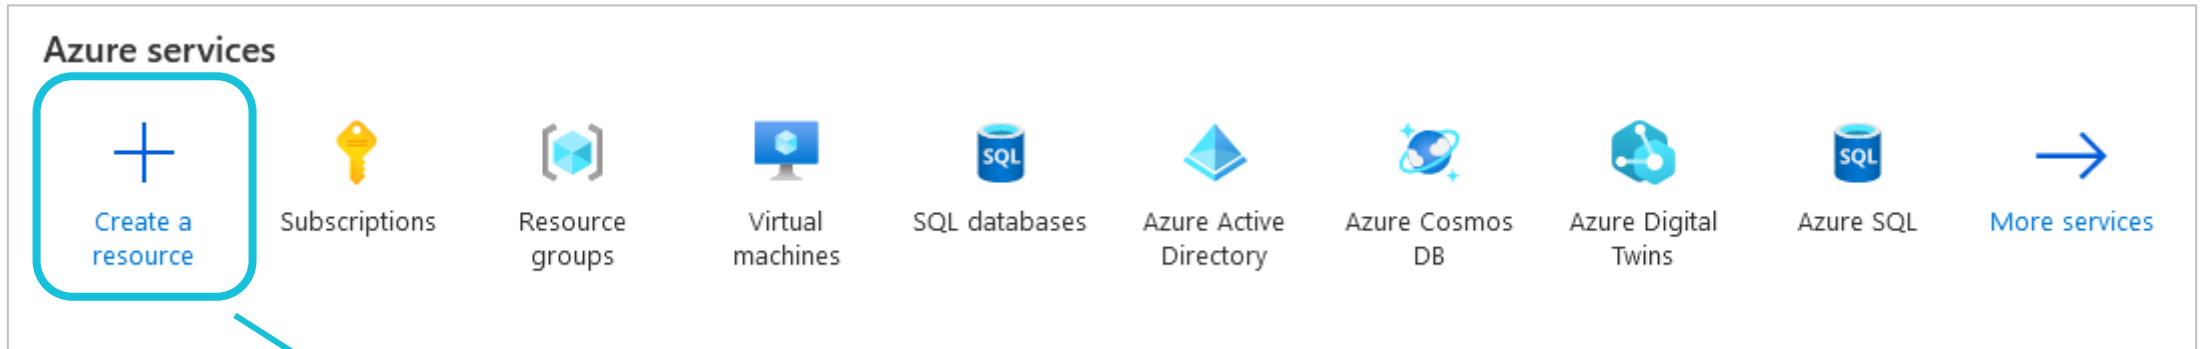 Azure services
Create a
resource
Subscriptions
Resource
groups
Virtual
machines
SQL
SQL databases
Azure Active
Directory
Azure Cosmos
DB
Azure Digital
Twins
SQL
Azure SQL
More services